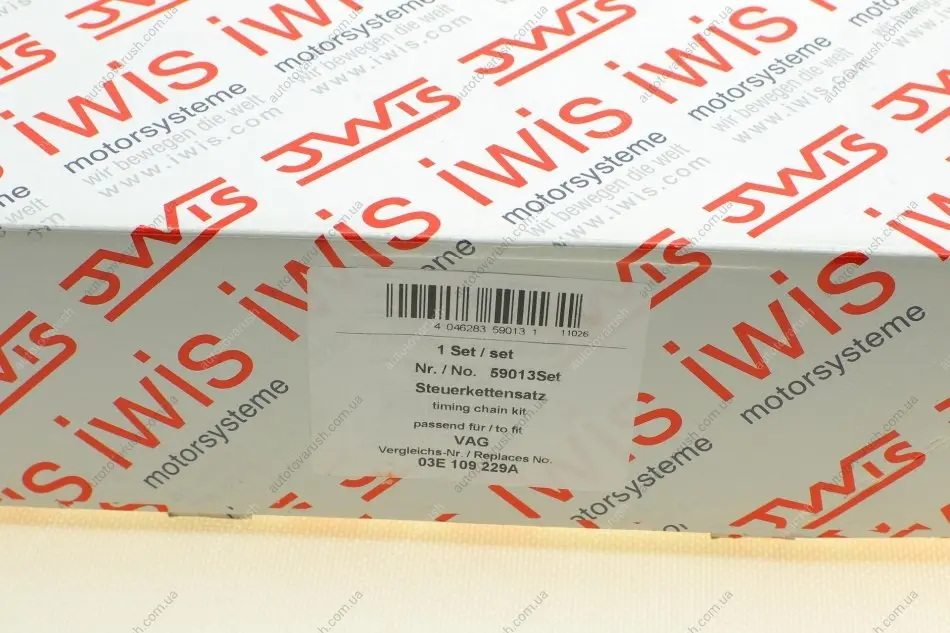 JWIS
iwis
motorsysteme
wir bewegen die welt
www.iwis.com
4 046283 59013 1 11026
1 Set / set
Nr. / No. 59013Set
Steuerkettensatz
timing chain kit
passend für / to fit
VAG
Vergleichs-Nr. / Replaces No.
03E 109 229A
autotovarush.com.ua